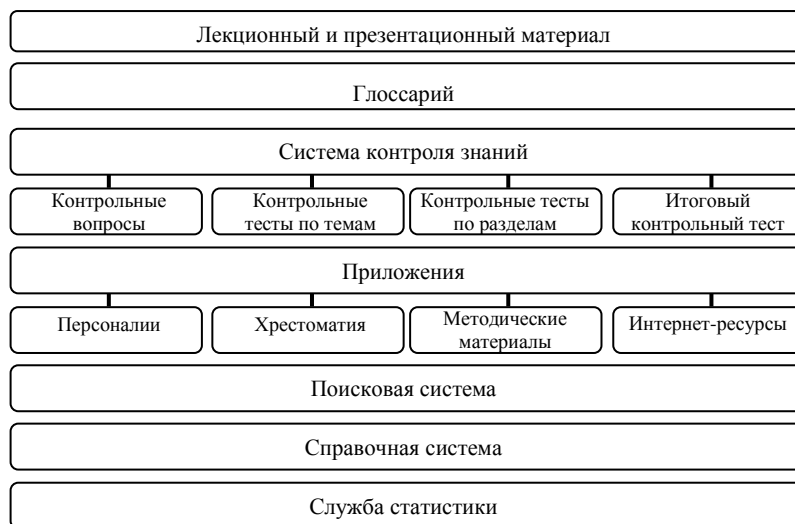 Лекционный и презентационный материал
Глоссарий
Система контроля знаний
Контрольные
вопросы
Контрольные
тесты по темам
Контрольные тесты
по разделам
Итоговый
контрольный тест
Приложения
Персоналии
Хрестоматия
Методические
материалы
Интернет-ресурсы
Поисковая система
Справочная система
Служба статистики